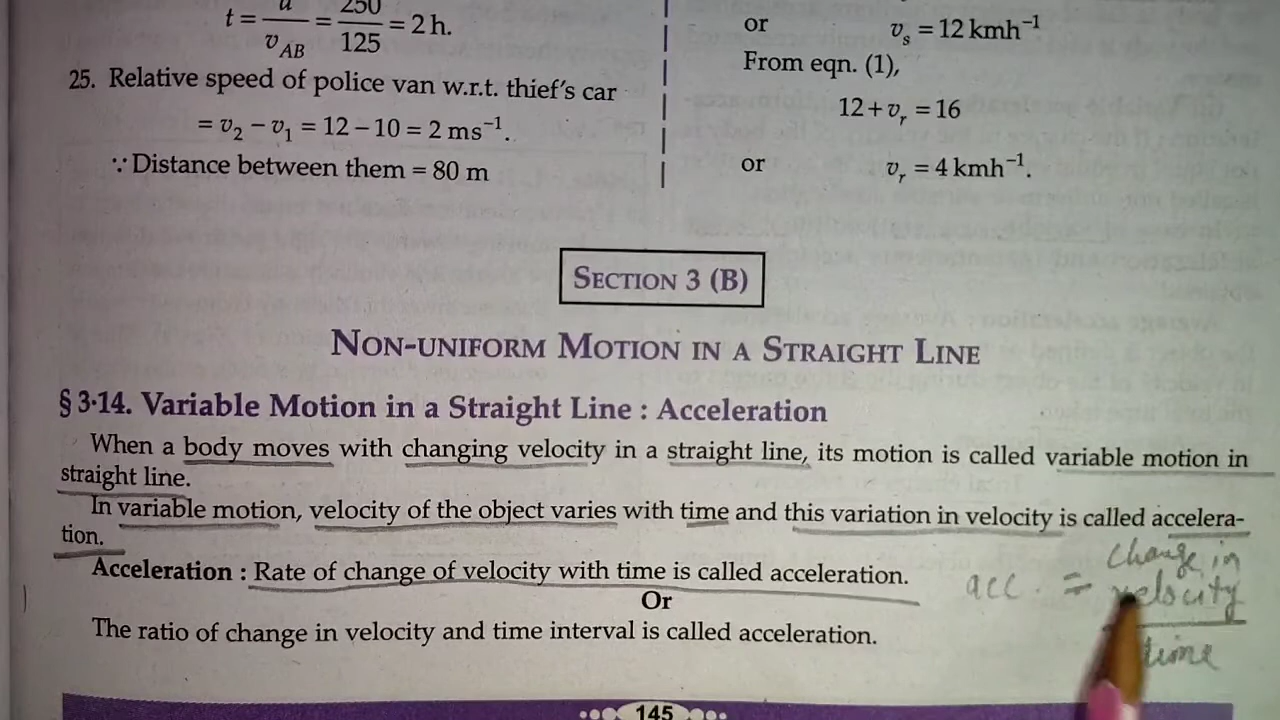 t = d/v_AB = 250/125 = 2 h.
25. Relative speed of police van w.r.t. thief's car
= v₂ − v₁ = 12 − 10 = 2 ms⁻¹.
∵ Distance between them = 80 m
or v_s = 12 kmh⁻¹
From eqn. (1),
12 + v_r = 16
or v_r = 4 kmh⁻¹.
SECTION 3 (B)
NON-UNIFORM MOTION IN A STRAIGHT LINE
§ 3·14. Variable Motion in a Straight Line : Acceleration
When a body moves with changing velocity in a straight line, its motion is called variable motion in
straight line.
In variable motion, velocity of the object varies with time and this variation in velocity is called accelera-
tion.
Acceleration : Rate of change of velocity with time is called acceleration.
Or
The ratio of change in velocity and time interval is called acceleration.
acc. = change in
velocity
time
145